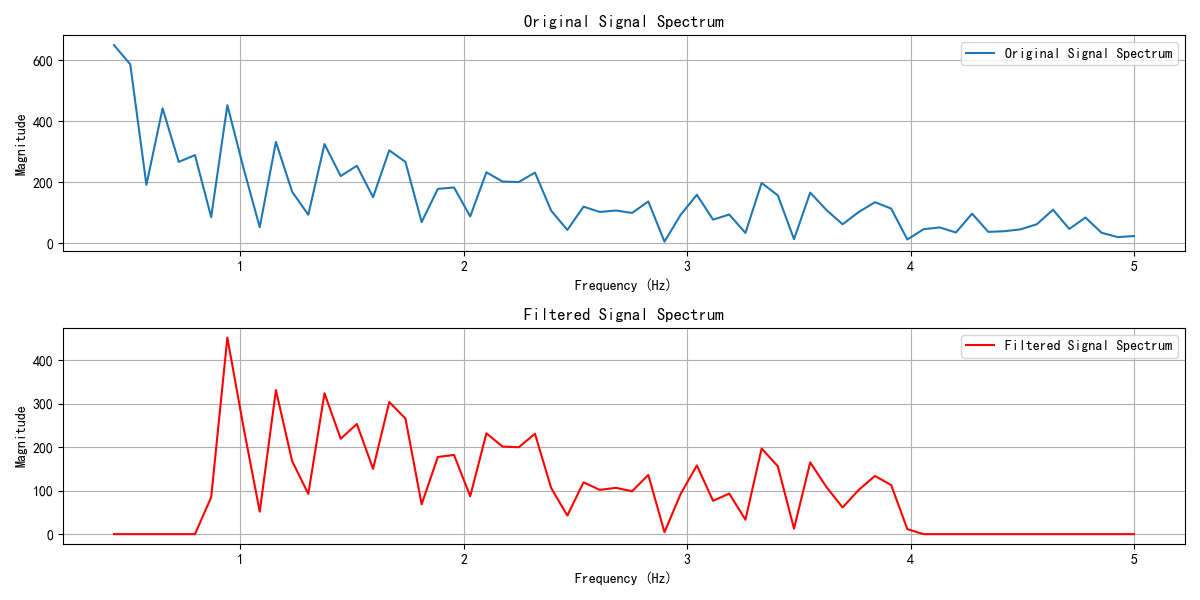 Original Signal Spectrum
Original Signal Spectrum
Magnitude
600
400
200
0
1 2 3 4 5
Frequency (Hz)
Filtered Signal Spectrum
Filtered Signal Spectrum
Magnitude
400
300
200
100
0
1 2 3 4 5
Frequency (Hz)